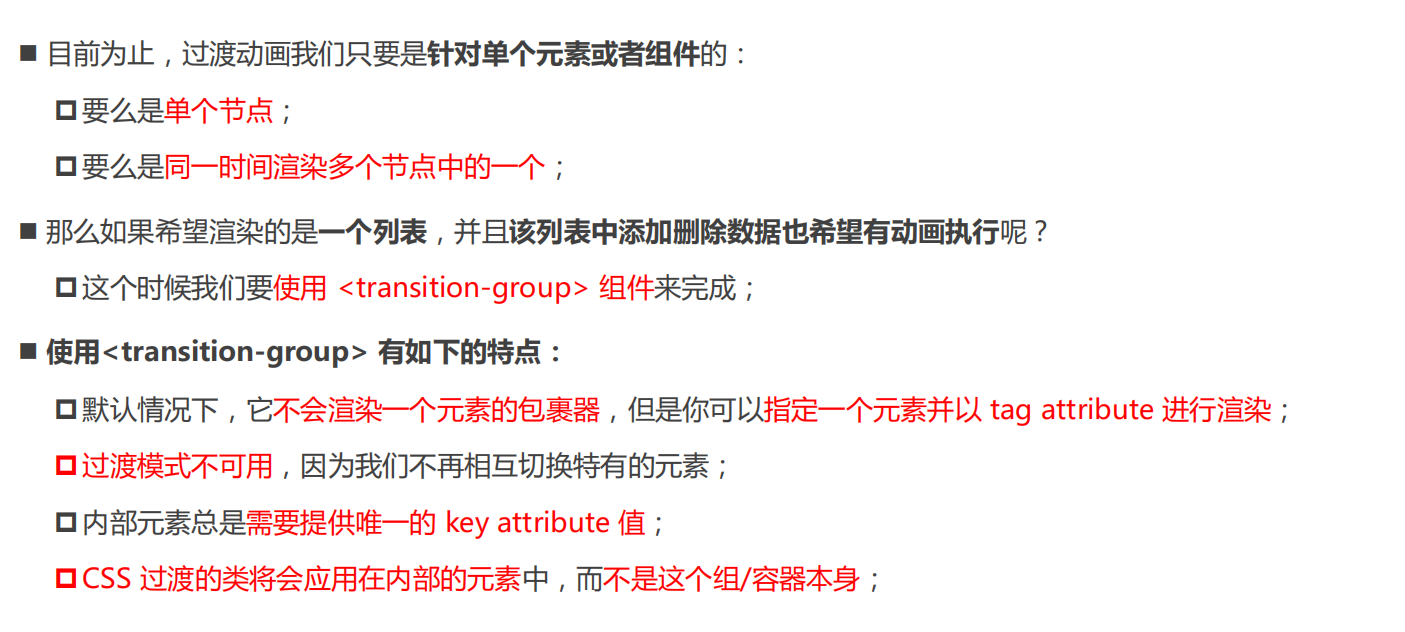 目前为止，过渡动画我们只要是针对单个元素或者组件的：
要么是单个节点；
要么是同一时间渲染多个节点中的一个；
那么如果希望渲染的是一个列表，并且该列表中添加删除数据也希望有动画执行呢？
这个时候我们要使用 <transition-group> 组件来完成；
使用<transition-group> 有如下的特点：
默认情况下，它不会渲染一个元素的包裹器，但是你可以指定一个元素并以 tag attribute 进行渲染；
过渡模式不可用，因为我们不再相互切换特有的元素；
内部元素总是需要提供唯一的 key attribute 值；
CSS 过渡的类将会应用在内部的元素中，而不是这个组/容器本身；